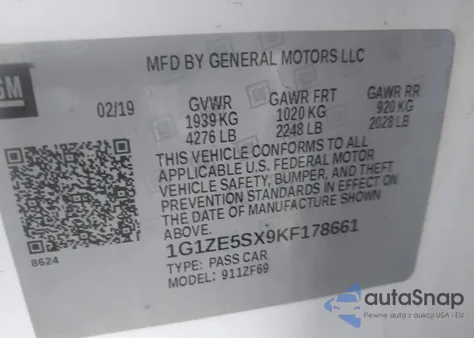 GM
MFD BY GENERAL MOTORS LLC
02/19 GVWR GAWR FRT GAWR RR
1939 KG 1020 KG 920 KG
4276 LB 2248 LB 2028 LB
THIS VEHICLE CONFORMS TO ALL
APPLICABLE U.S. FEDERAL MOTOR
VEHICLE SAFETY, BUMPER, AND THEFT
PREVENTION STANDARDS IN EFFECT ON
THE DATE OF MANUFACTURE SHOWN
ABOVE.
1G1ZE5SX9KF178661
8624
TYPE: PASS CAR
MODEL: 911ZF69
autoSnap
Pewne auta z aukcji USA i EU